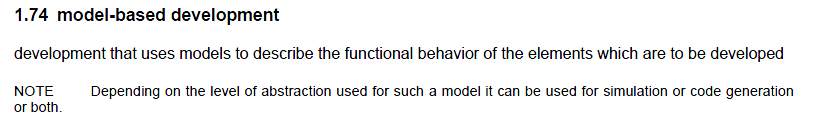 1.74 model-based development
development that uses models to describe the functional behavior of the elements which are to be developed
NOTE Depending on the level of abstraction used for such a model it can be used for simulation or code generation
or both.